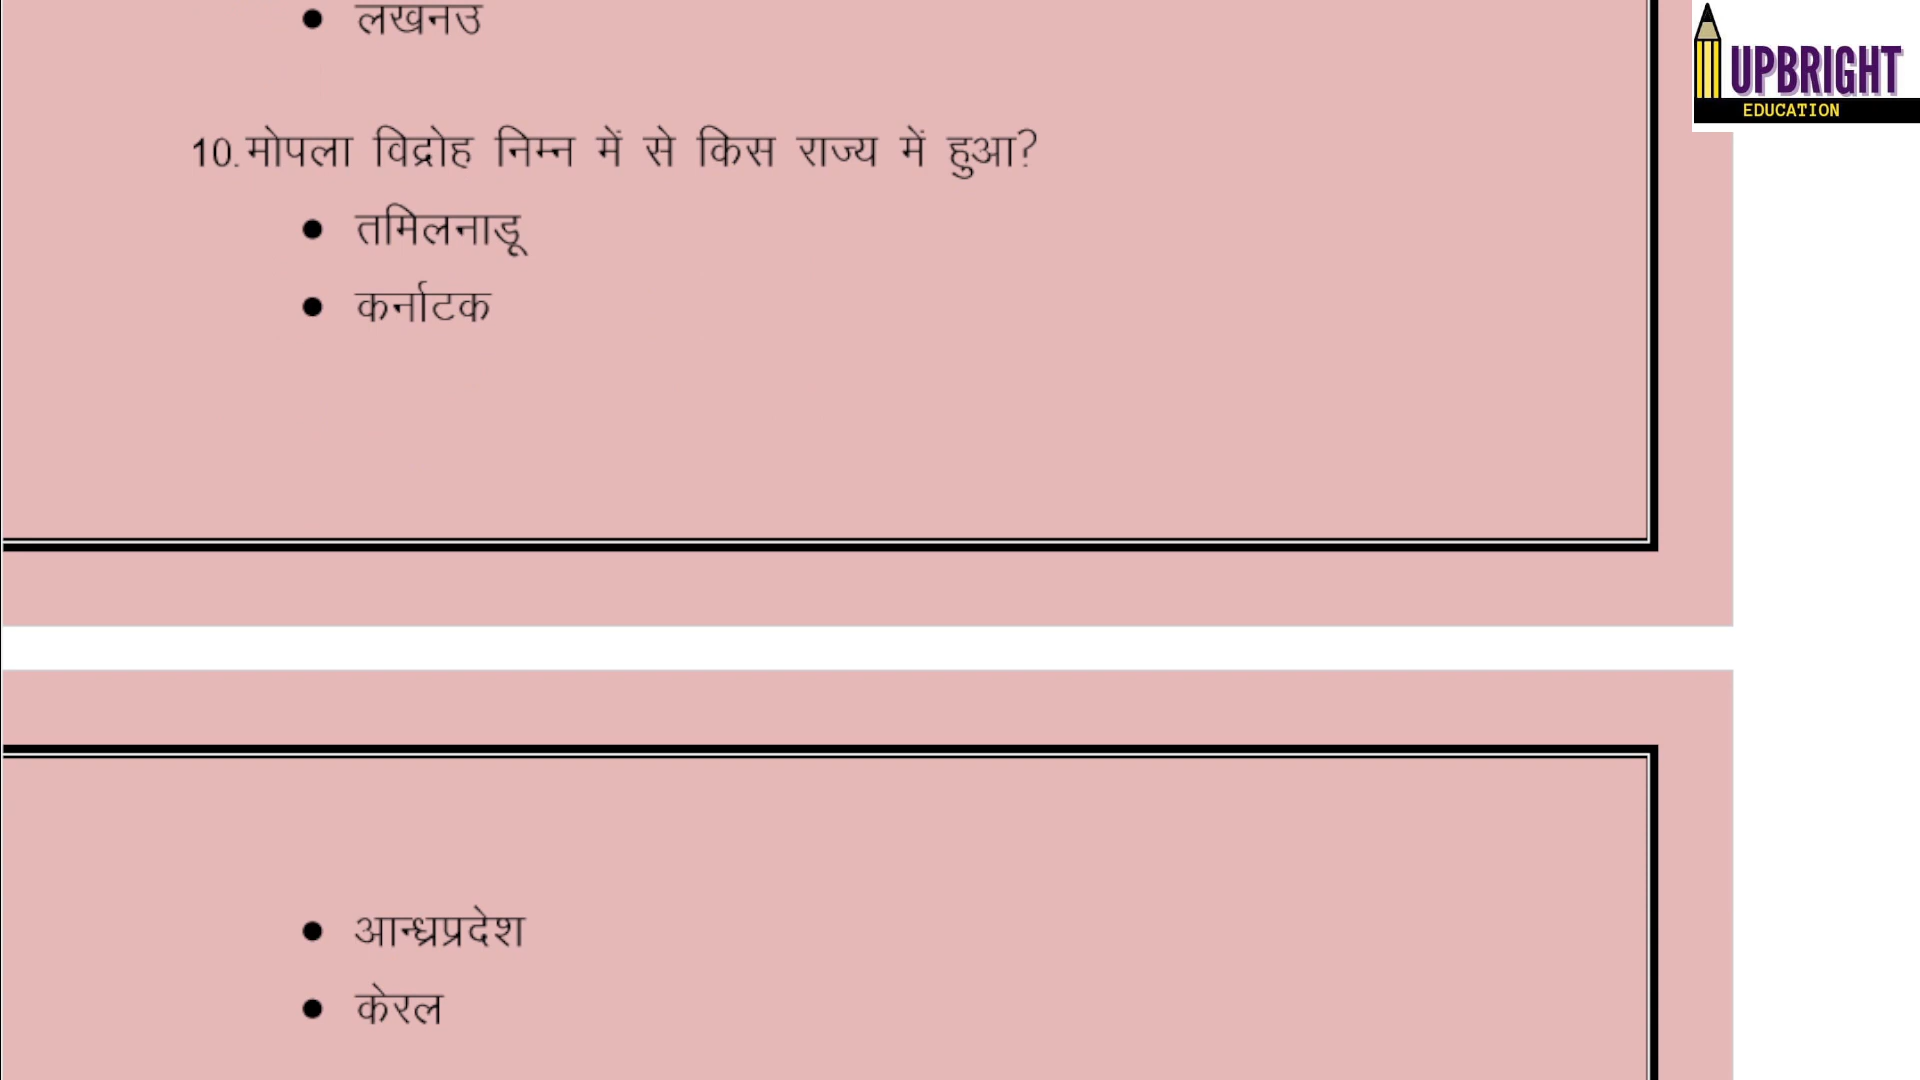 लखनउ
UPBRIGHT
EDUCATION
10.मोपला विद्रोह निम्न में से किस राज्य में हुआ?
तमिलनाडू
कर्नाटक
आन्ध्रप्रदेश
केरल